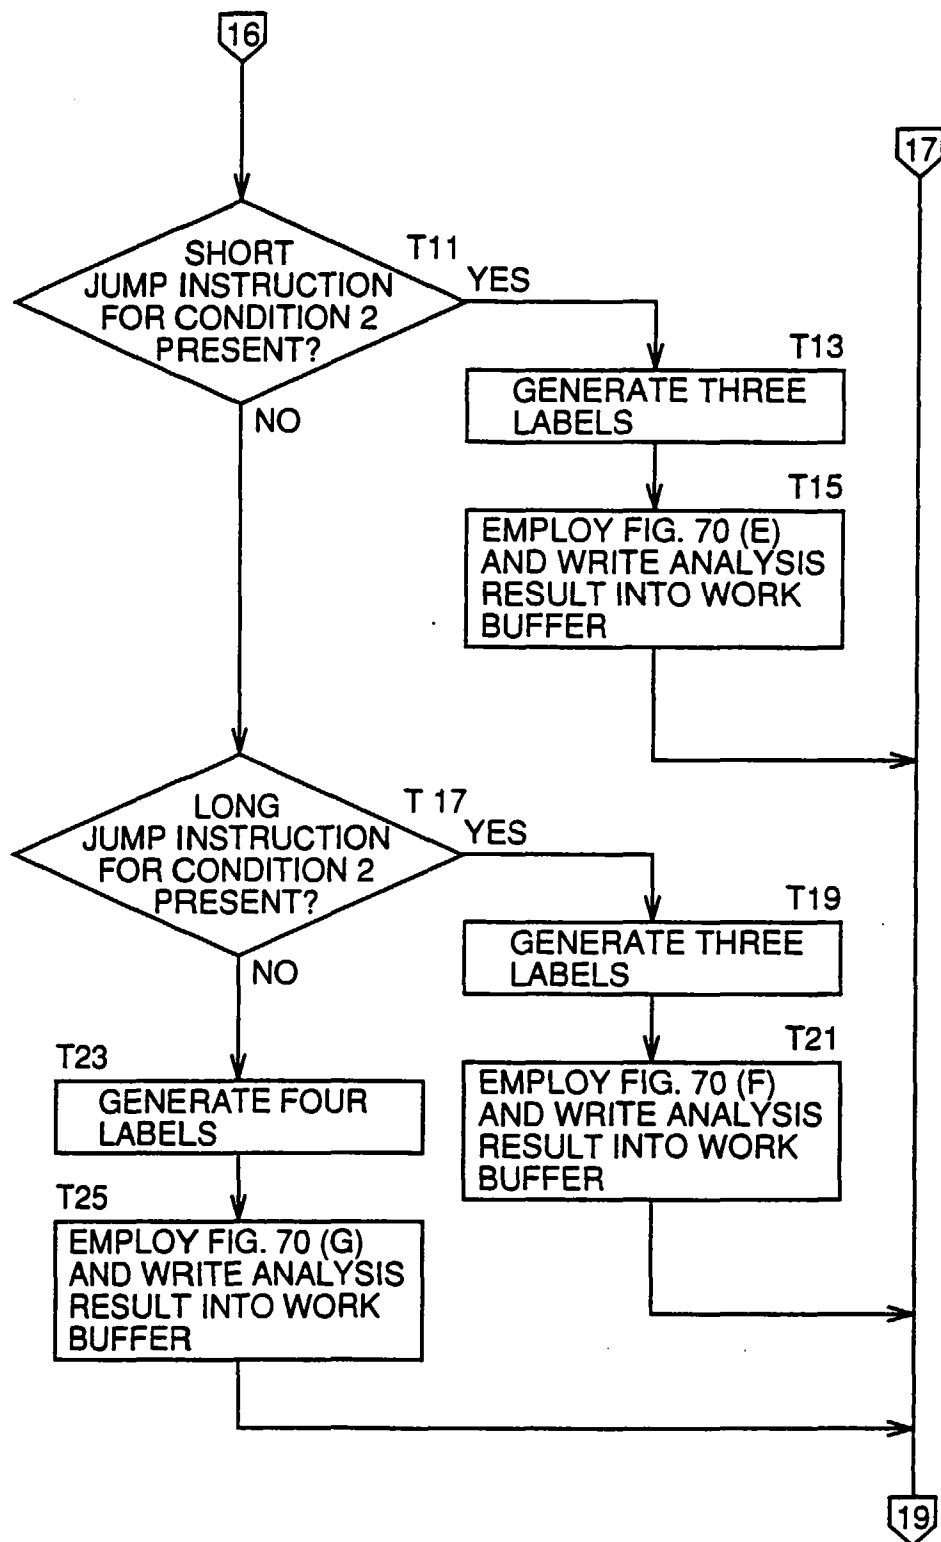 16
17
SHORT
JUMP INSTRUCTION
FOR CONDITION 2
PRESENT?
T11
YES
NO
T13
GENERATE THREE
LABELS
T15
EMPLOY FIG. 70 (E)
AND WRITE ANALYSIS
RESULT INTO WORK
BUFFER
LONG
JUMP INSTRUCTION
FOR CONDITION 2
PRESENT?
T 17
YES
NO
T19
GENERATE THREE
LABELS
T21
EMPLOY FIG. 70 (F)
AND WRITE ANALYSIS
RESULT INTO WORK
BUFFER
T23
GENERATE FOUR
LABELS
T25
EMPLOY FIG. 70 (G)
AND WRITE ANALYSIS
RESULT INTO WORK
BUFFER
19